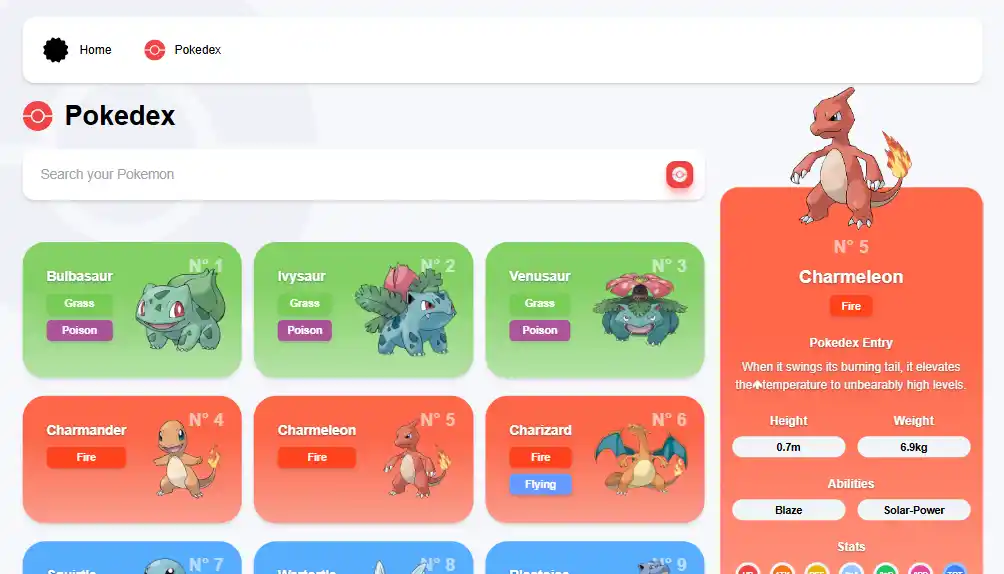 Home
Pokedex
Pokedex
Search your Pokemon
Bulbasaur
N° 1
Grass
Poison
Ivysaur
N° 2
Grass
Poison
Venusaur
N° 3
Grass
Poison
Charmander
N° 4
Fire
Charmeleon
N° 5
Fire
Charizard
N° 6
Fire
Flying
Squirtle
N° 7
Wartortle
N° 8
Blastoise
N° 9
N° 5
Charmeleon
Fire
Pokedex Entry
When it swings its burning tail, it elevates
the♠temperature to unbearably high levels.
Height
Weight
0.7m
6.9kg
Abilities
Blaze
Solar-Power
Stats